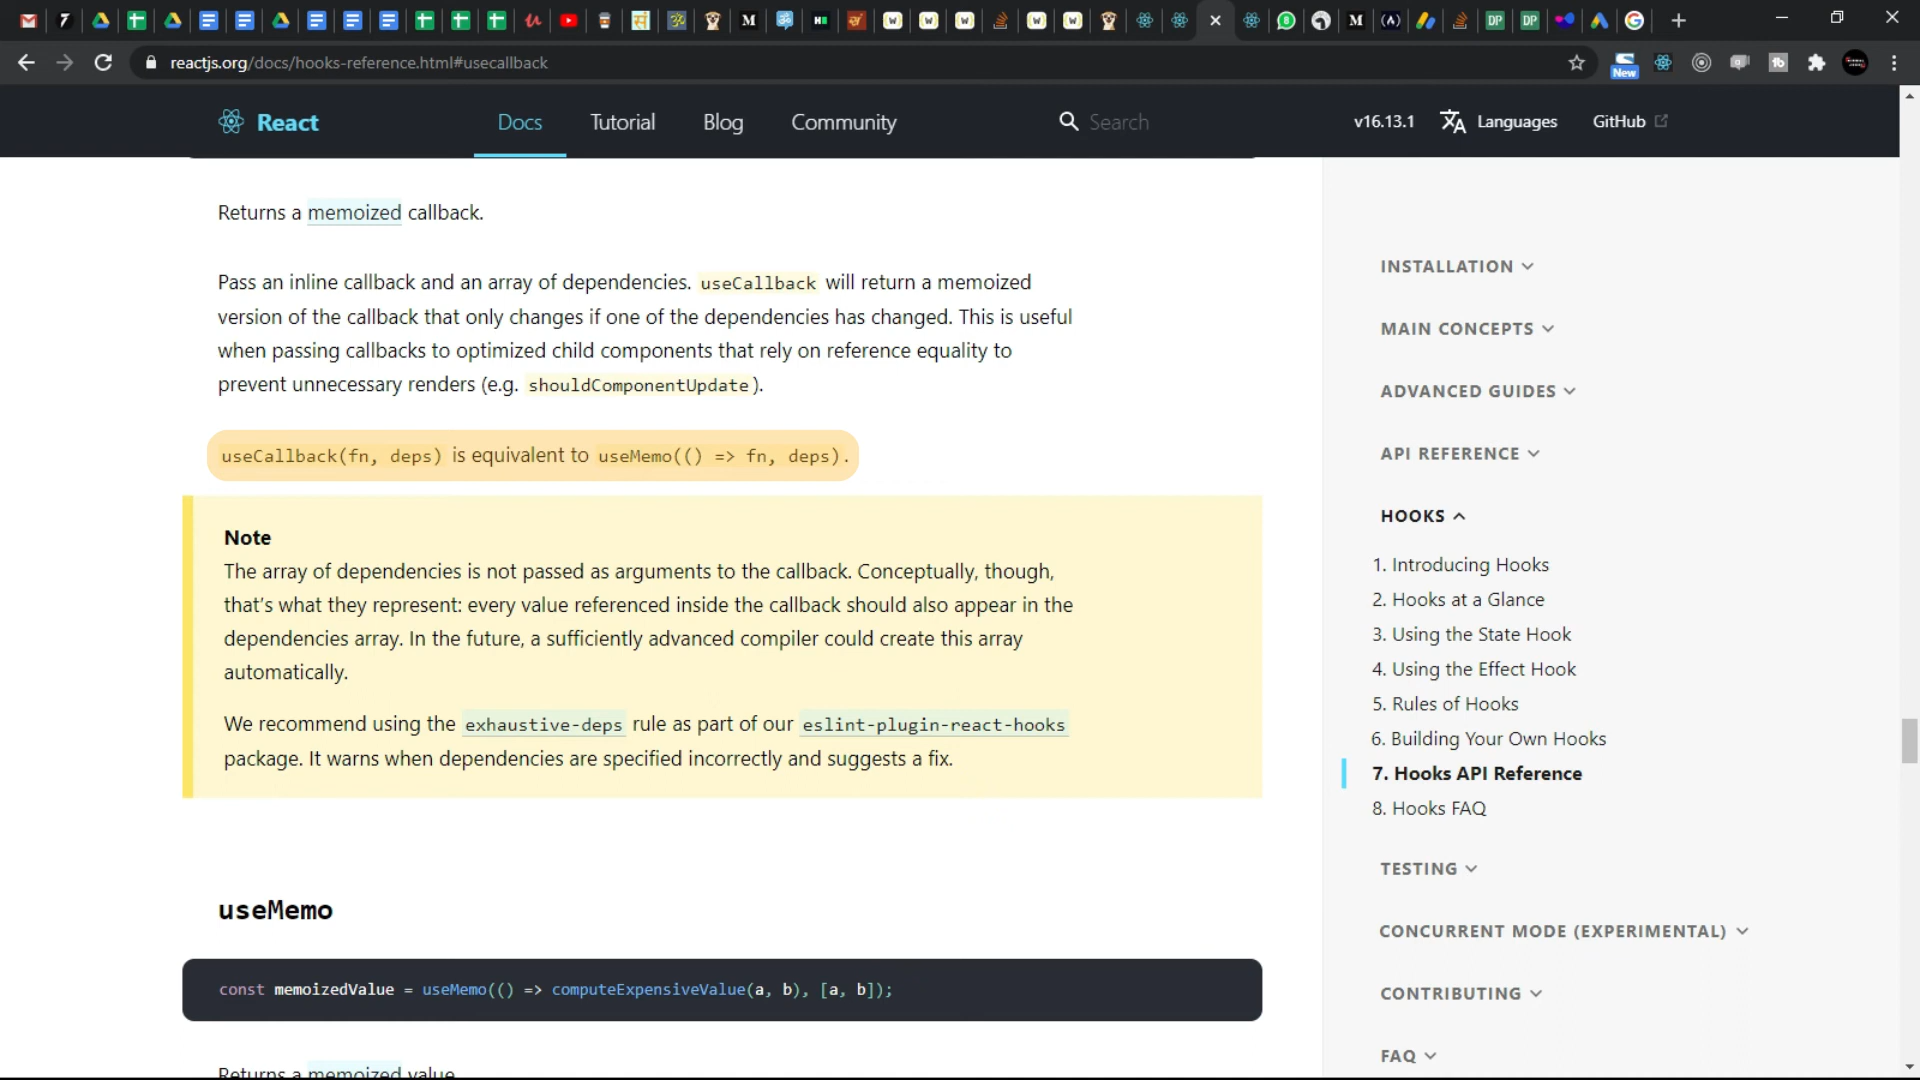 reactjs.org/docs/hooks-reference.html#usecallback
New
React
Docs
Tutorial
Blog
Community
Search
v16.13.1
Languages
GitHub
Returns a memoized callback.
Pass an inline callback and an array of dependencies. useCallback will return a memoized
version of the callback that only changes if one of the dependencies has changed. This is useful
when passing callbacks to optimized child components that rely on reference equality to
prevent unnecessary renders (e.g. shouldComponentUpdate).
useCallback(fn, deps) is equivalent to useMemo(() => fn, deps).
Note
The array of dependencies is not passed as arguments to the callback. Conceptually, though,
that's what they represent: every value referenced inside the callback should also appear in the
dependencies array. In the future, a sufficiently advanced compiler could create this array
automatically.
We recommend using the exhaustive-deps rule as part of our eslint-plugin-react-hooks
package. It warns when dependencies are specified incorrectly and suggests a fix.
useMemo
const memoizedValue = useMemo(() => computeExpensiveValue(a, b), [a, b]);
Returns a memoized value
INSTALLATION
MAIN CONCEPTS
ADVANCED GUIDES
API REFERENCE
HOOKS
1. Introducing Hooks
2. Hooks at a Glance
3. Using the State Hook
4. Using the Effect Hook
5. Rules of Hooks
6. Building Your Own Hooks
7. Hooks API Reference
8. Hooks FAQ
TESTING
CONCURRENT MODE (EXPERIMENTAL)
CONTRIBUTING
FAQ